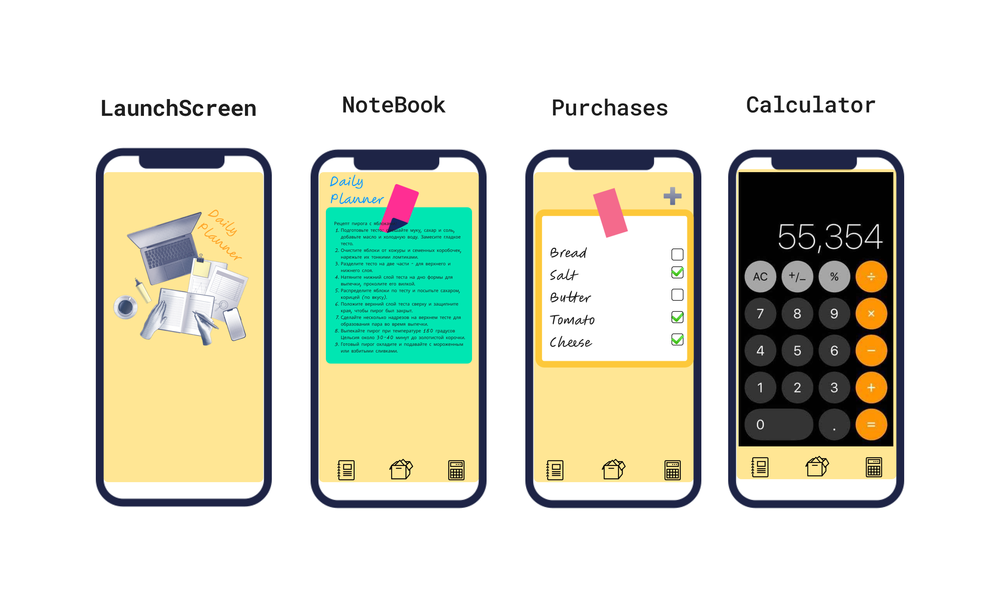 LaunchScreen
NoteBook
Purchases
Calculator
Daily
planner
Daily
Planner
Рецепт пирога с яблоками
1. Подготовьте тесто: смешайте муку, сахар и соль,
добавьте масло и холодную воду. Замесите гладкое
тесто.
2. Очистите яблоки от кожуры и семенных коробочек,
нарежьте их тонкими ломтиками.
3. Разделите тесто на две части - для верхнего и
нижнего слоя.
4. Натяните нижний слой теста на дно формы для
выпечки, проколите его вилкой.
5. Распределите яблоки по тесту и посыпьте сахаром,
корицей (по вкусу).
6. Положите верхний слой теста сверху и защипните
края, чтобы пирог был закрыт.
7. Сделайте несколько надрезов на верхнем тесте для
образования пара во время выпечки.
8. Выпекайте пирог при температуре 180 градусов
Цельсия около 30-40 минут до золотистой корочки.
9. Готовый пирог охладите и подавайте с мороженным
или взбитыми сливками.
Bread
Salt
Butter
Tomato
Cheese
55,354
AC +/- % ÷
7 8 9 ×
4 5 6 −
1 2 3 +
0 . =